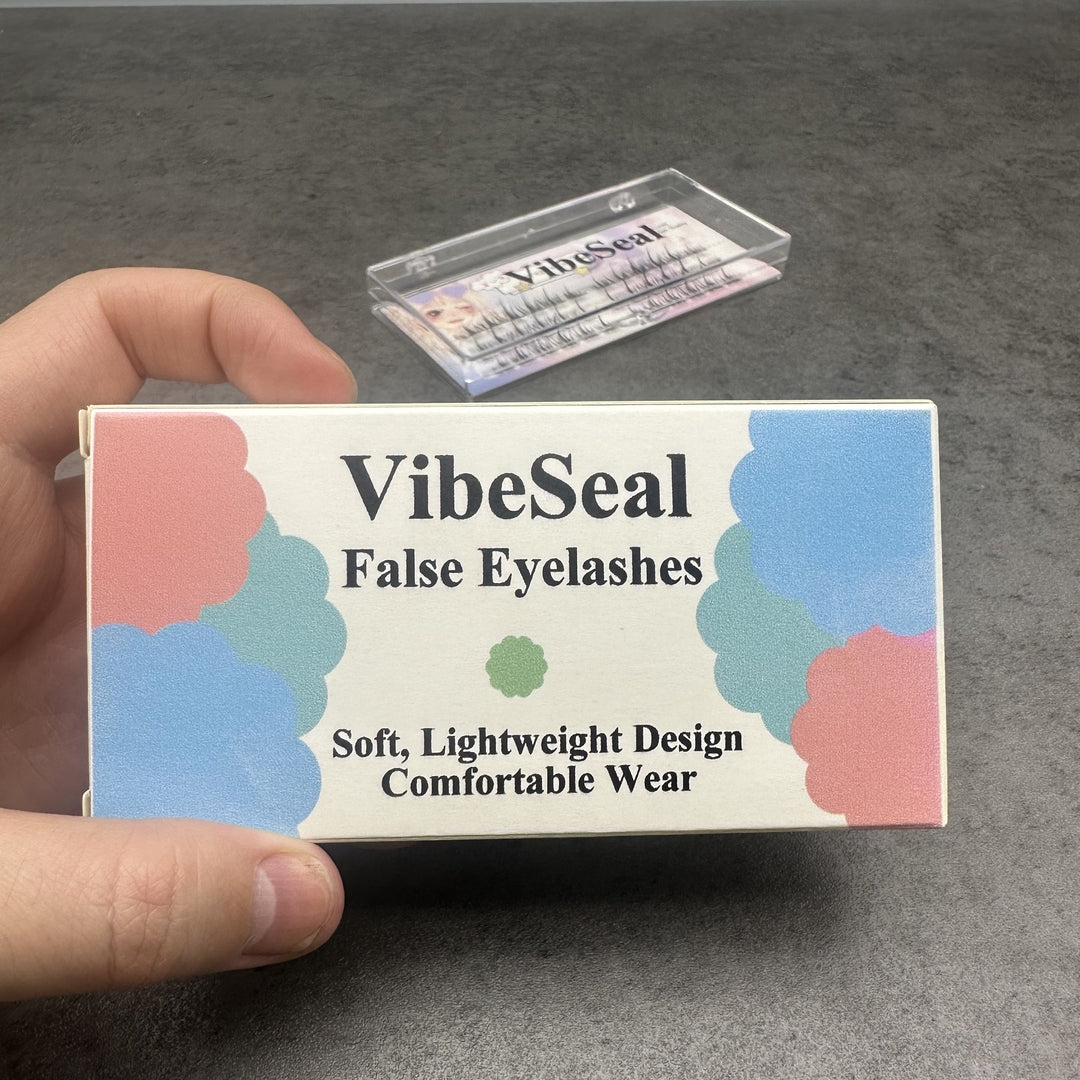 VibeSeal
VibeSeal
False Eyelashes
Soft, Lightweight Design
Comfortable Wear